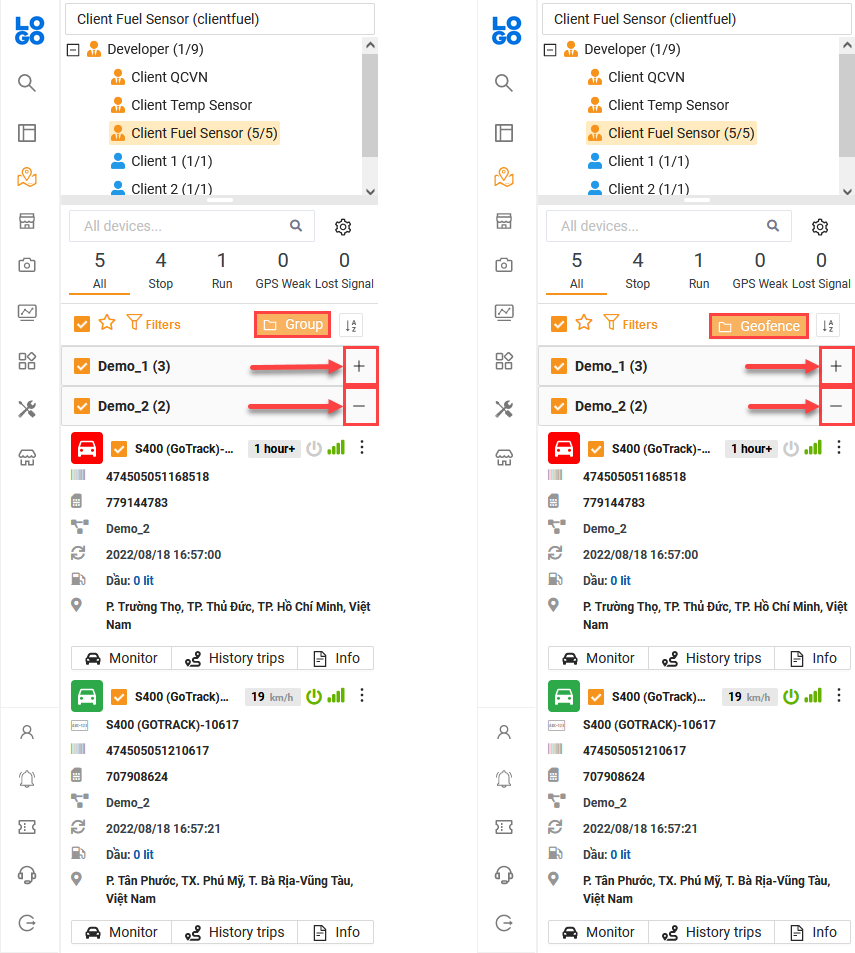 LO
GO
Client Fuel Sensor (clientfuel)
Developer (1/9)
Client QCVN
Client Temp Sensor
Client Fuel Sensor (5/5)
Client 1 (1/1)
Client 2 (1/1)
All devices...
5 4 1 0 0
All Stop Run GPS Weak Lost Signal
Filters Group
Demo_1 (3)
Demo_2 (2)
S400 (GoTrack)-... 1 hour+
474505051168518
779144783
Demo_2
2022/08/18 16:57:00
Dầu: 0 lit
P. Trường Thọ, TP. Thủ Đức, TP. Hồ Chí Minh, Việt
Nam
Monitor History trips Info
S400 (GoTrack)... 19 km/h
S400 (GOTRACK)-10617
474505051210617
707908624
Demo_2
2022/08/18 16:57:21
Dầu: 0 lit
P. Tân Phước, TX. Phú Mỹ, T. Bà Rịa-Vũng Tàu,
Việt Nam
Monitor History trips Info
LO
GO
Client Fuel Sensor (clientfuel)
Developer (1/9)
Client QCVN
Client Temp Sensor
Client Fuel Sensor (5/5)
Client 1 (1/1)
Client 2 (1/1)
All devices...
5 4 1 0 0
All Stop Run GPS Weak Lost Signal
Filters Geofence
Demo_1 (3)
Demo_2 (2)
S400 (GoTrack)-... 1 hour+
474505051168518
779144783
Demo_2
2022/08/18 16:57:00
Dầu: 0 lit
P. Trường Thọ, TP. Thủ Đức, TP. Hồ Chí Minh, Việt
Nam
Monitor History trips Info
S400 (GoTrack)... 19 km/h
S400 (GOTRACK)-10617
474505051210617
707908624
Demo_2
2022/08/18 16:57:21
Dầu: 0 lit
P. Tân Phước, TX. Phú Mỹ, T. Bà Rịa-Vũng Tàu,
Việt Nam
Monitor History trips Info